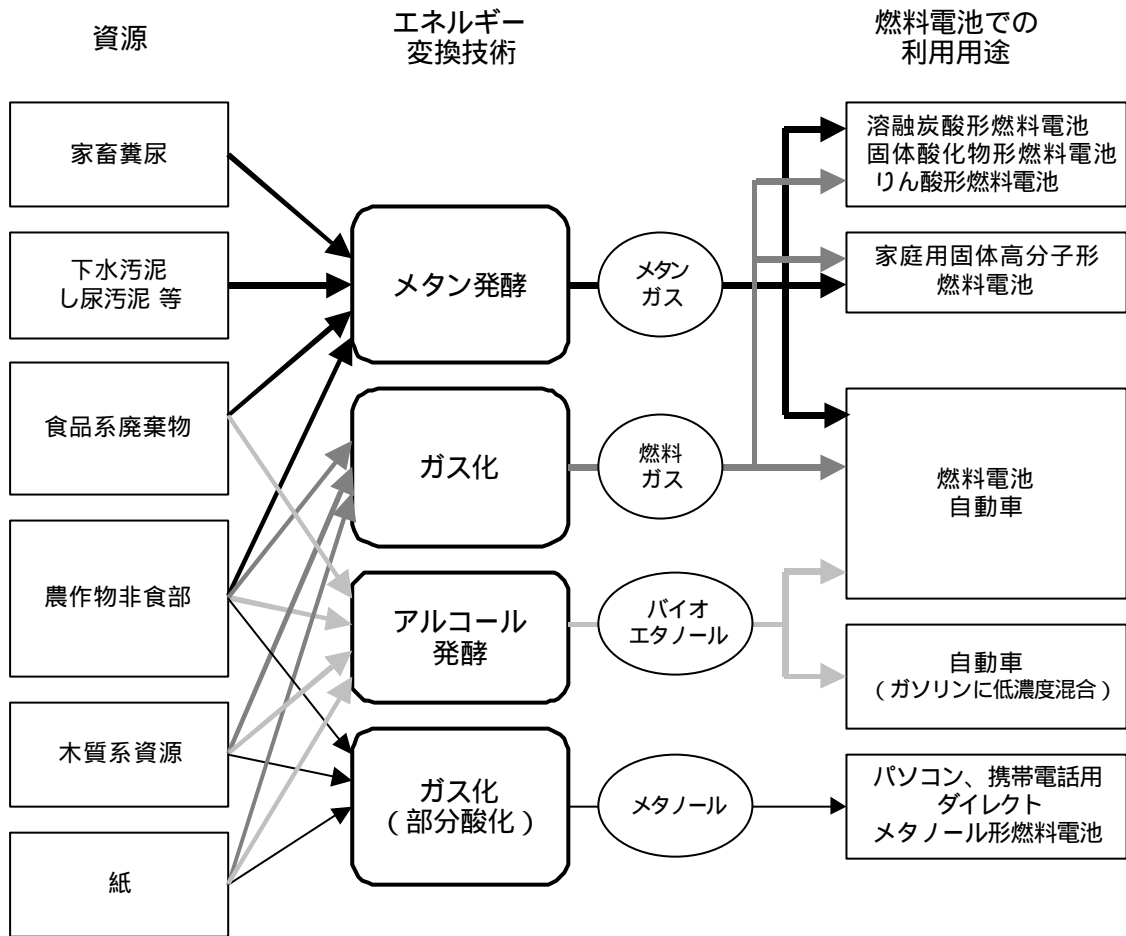 資源
エネルギー
変換技術
燃料電池での
利用用途
家畜糞尿
下水汚泥
し尿汚泥 等
食品系廃棄物
農作物非食部
木質系資源
紙
メタン発酵
ガス化
アルコール
発酵
ガス化
(部分酸化)
メタン
ガス
燃料
ガス
バイオ
エタノール
メタノール
溶融炭酸形燃料電池
固体酸化物形燃料電池
りん酸形燃料電池
家庭用固体高分子形
燃料電池
燃料電池
自動車
自動車
(ガソリンに低濃度混合)
パソコン、携帯電話用
ダイレクト
メタノール形燃料電池